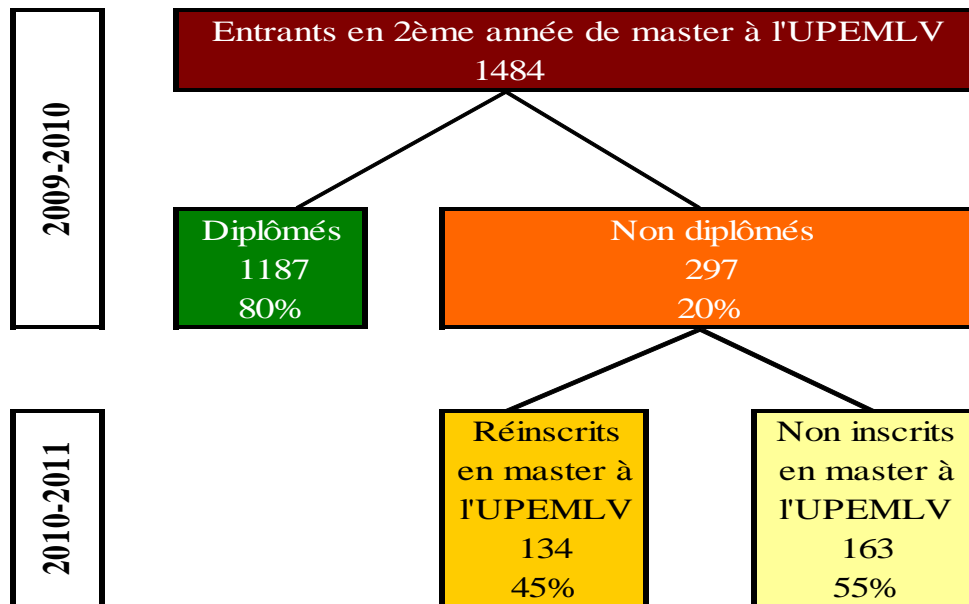 2009-2010
Entrants en 2ème année de master à l'UPEMLV
1484
Diplômés
1187
80%
Non diplômés
297
20%
2010-2011
Réinscrits
en master à
l'UPEMLV
134
45%
Non inscrits
en master à
l'UPEMLV
163
55%